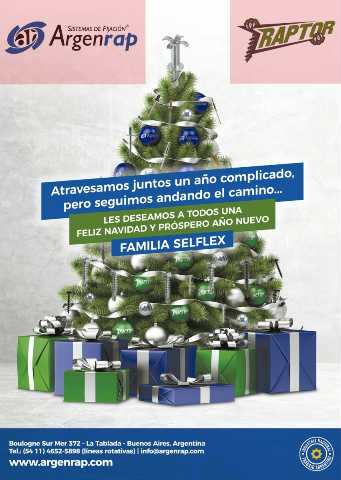 SISTEMAS DE FIJACIÓN®
Argenrap
RAPTOR
Atravesamos juntos un año complicado,
pero seguimos andando el camino...
LES DESEAMOS A TODOS UNA
FELIZ NAVIDAD Y PRÓSPERO AÑO NUEVO
FAMILIA SELFLEX
Boulogne Sur Mer 372 - La Tablada - Buenos Aires, Argentina
Tel.: (54 11) 4652-5898 (líneas rotativas) | info@argenrap.com
www.argenrap.com